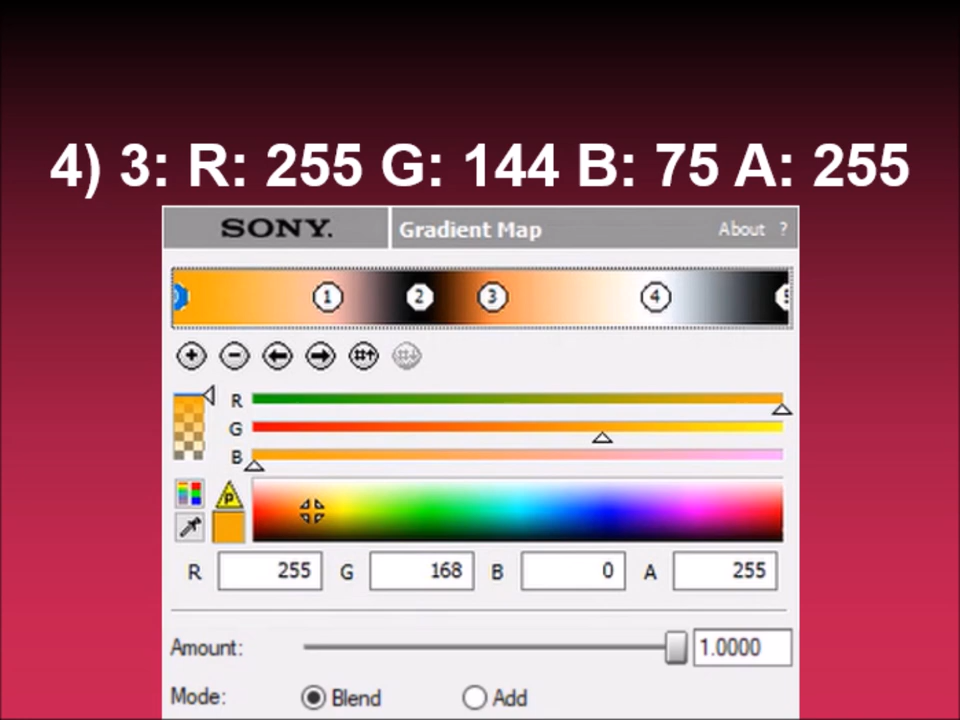 4) 3: R: 255 G: 144 B: 75 A: 255
SONY. Gradient Map About ?
1 2 3 4
R
G
B
P
R 255 G 168 B 0 A 255
Amount: 1.0000
Mode: Blend Add